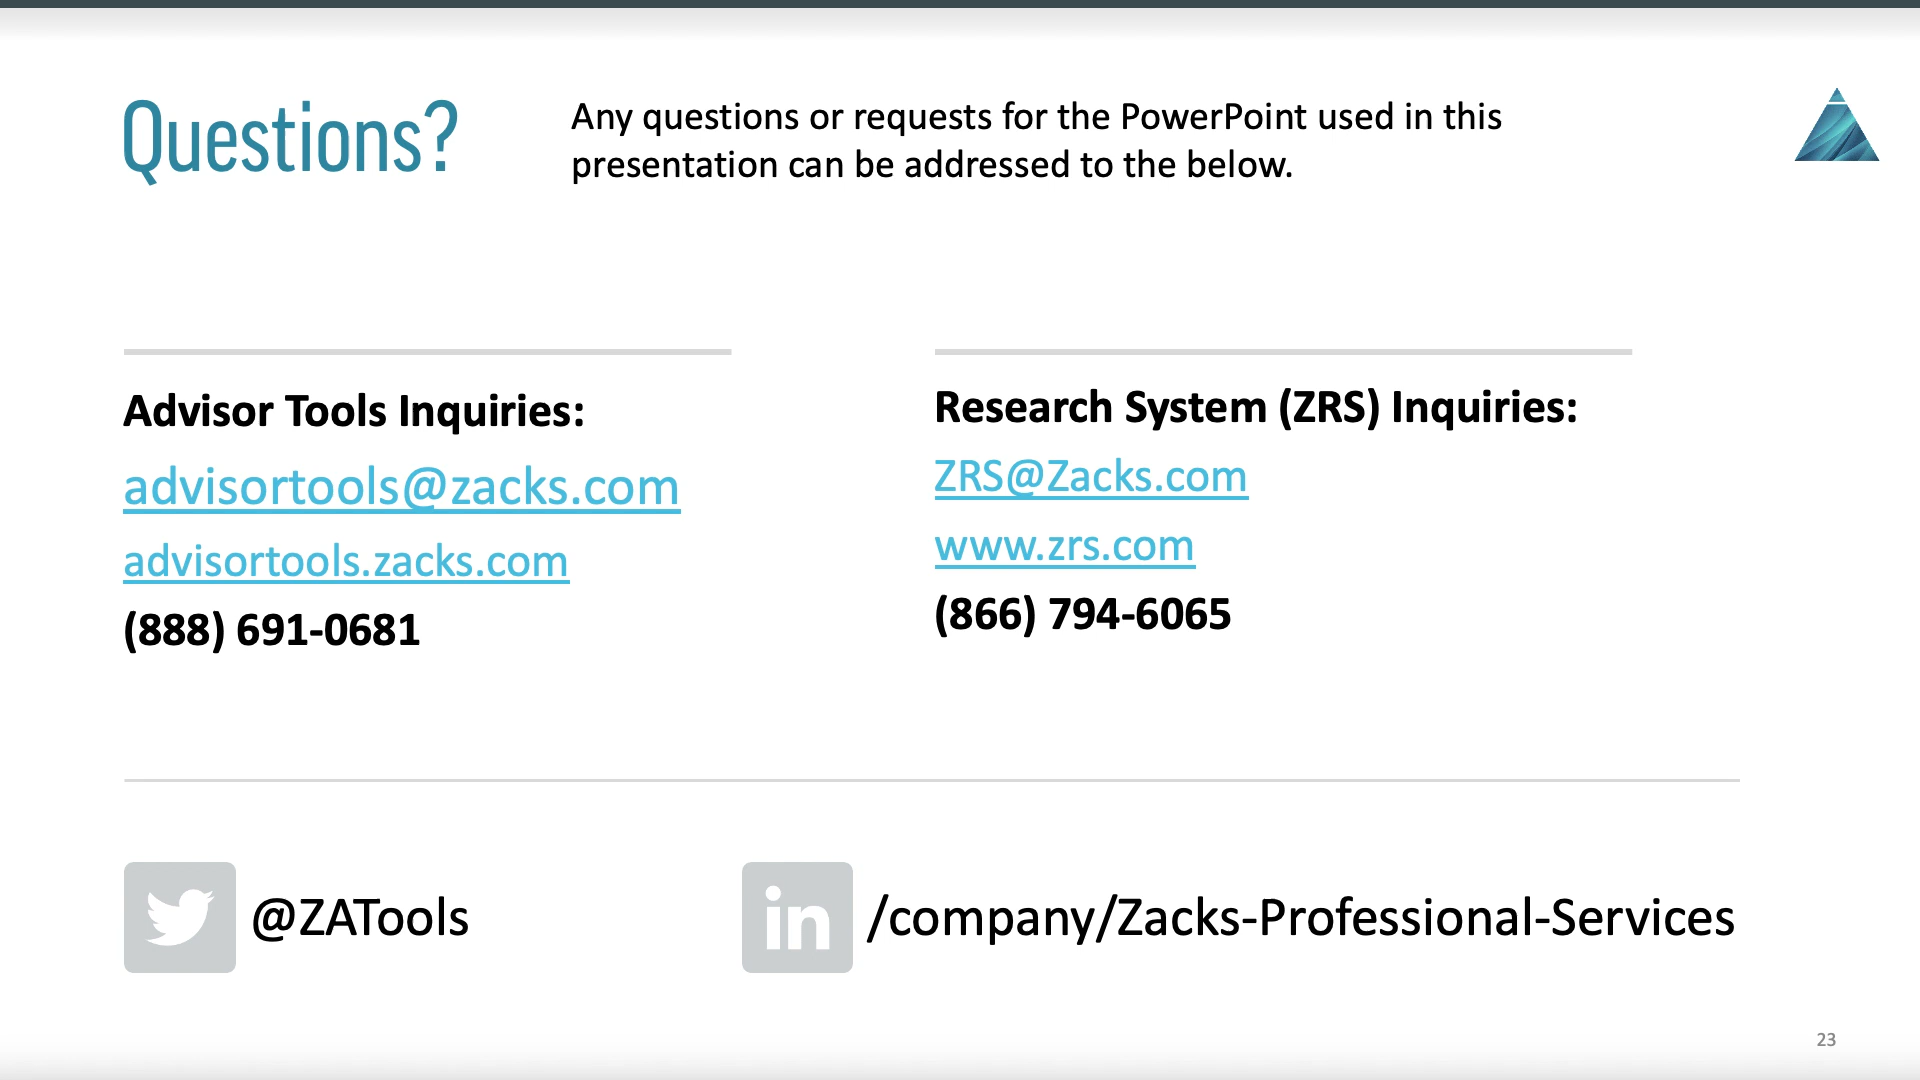 Questions?
Any questions or requests for the PowerPoint used in this
presentation can be addressed to the below.
Advisor Tools Inquiries:
advisortools@zacks.com
advisortools.zacks.com
(888) 691-0681
Research System (ZRS) Inquiries:
ZRS@Zacks.com
www.zrs.com
(866) 794-6065
@ZATools
in /company/Zacks-Professional-Services
23